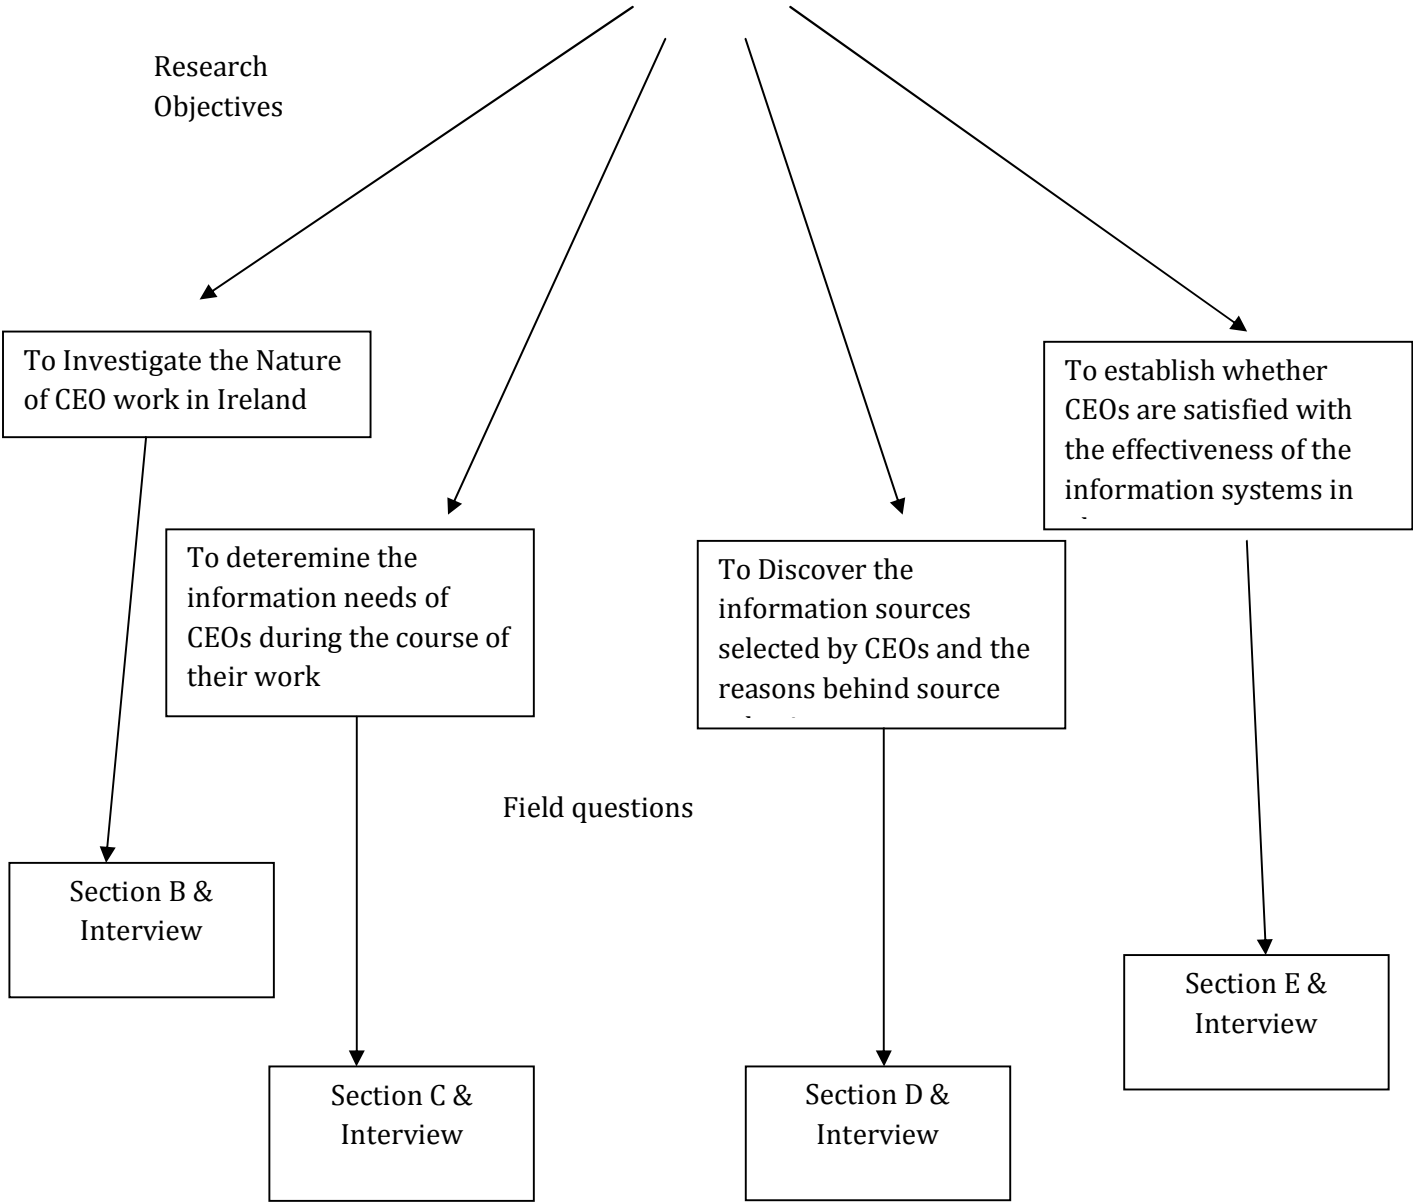 Research
Objectives
To Investigate the Nature
of CEO work in Ireland
To establish whether
CEOs are satisfied with
the effectiveness of the
information systems in
To deteremine the
information needs of
CEOs during the course of
their work
To Discover the
information sources
selected by CEOs and the
reasons behind source
Field questions
Section B &
Interview
Section E &
Interview
Section C &
Interview
Section D &
Interview